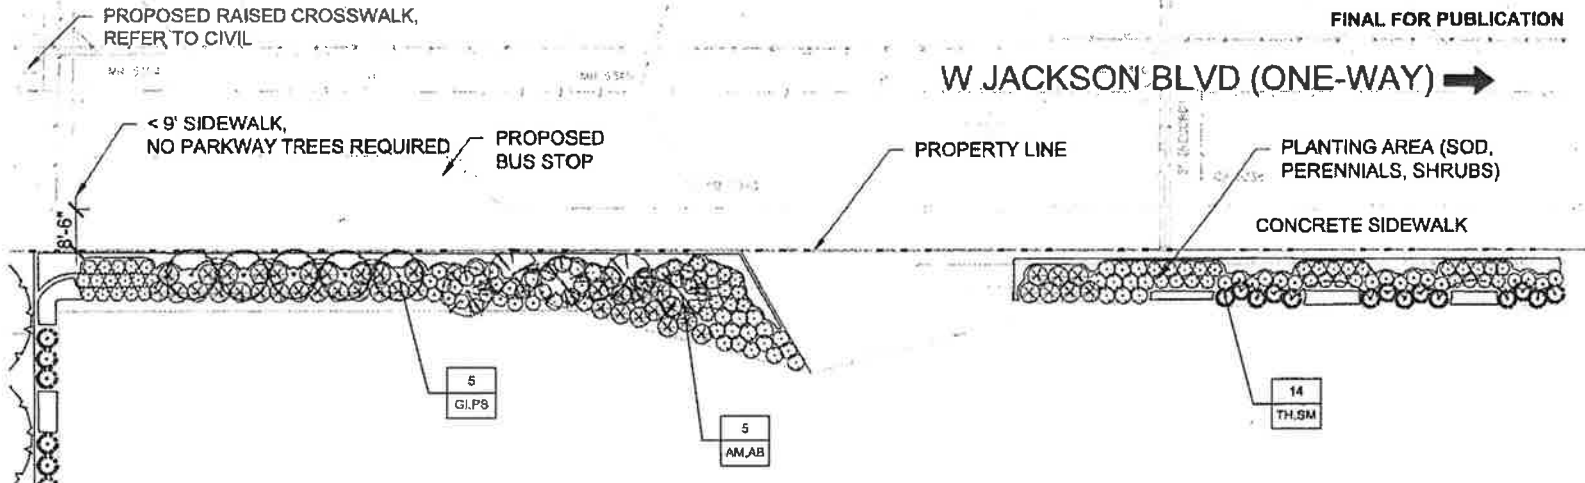 PROPOSED RAISED CROSSWALK,
REFER TO CIVIL
FINAL FOR PUBLICATION
W JACKSON BLVD (ONE-WAY)
< 9' SIDEWALK,
NO PARKWAY TREES REQUIRED
PROPOSED
BUS STOP
PROPERTY LINE
PLANTING AREA (SOD,
PERENNIALS, SHRUBS)
8'-6"
CONCRETE SIDEWALK
5
GI.PS
5
AM.AB
14
TH.SM